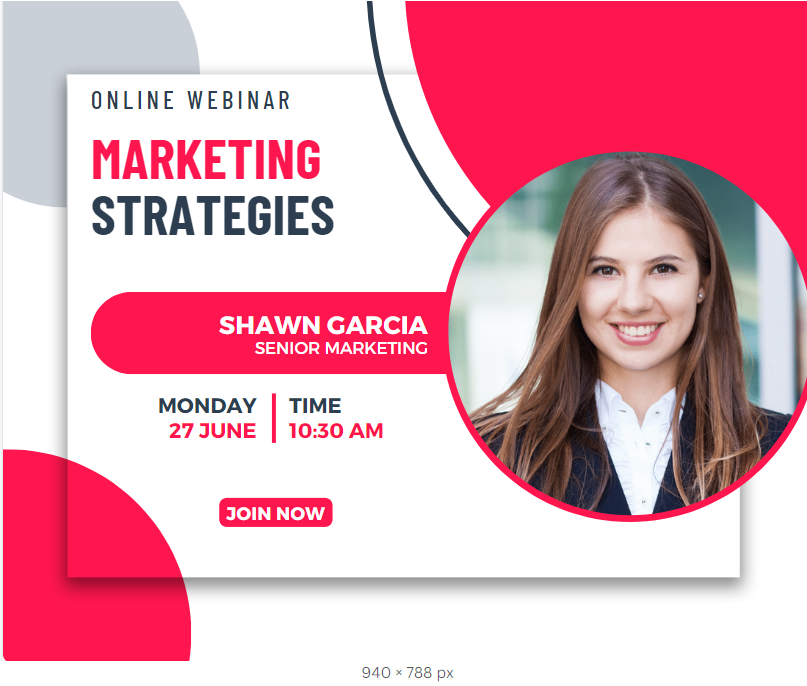 ONLINE WEBINAR
MARKETING
STRATEGIES
SHAWN GARCIA
SENIOR MARKETING
MONDAY
27 JUNE
TIME
10:30 AM
JOIN NOW
940 × 788 px